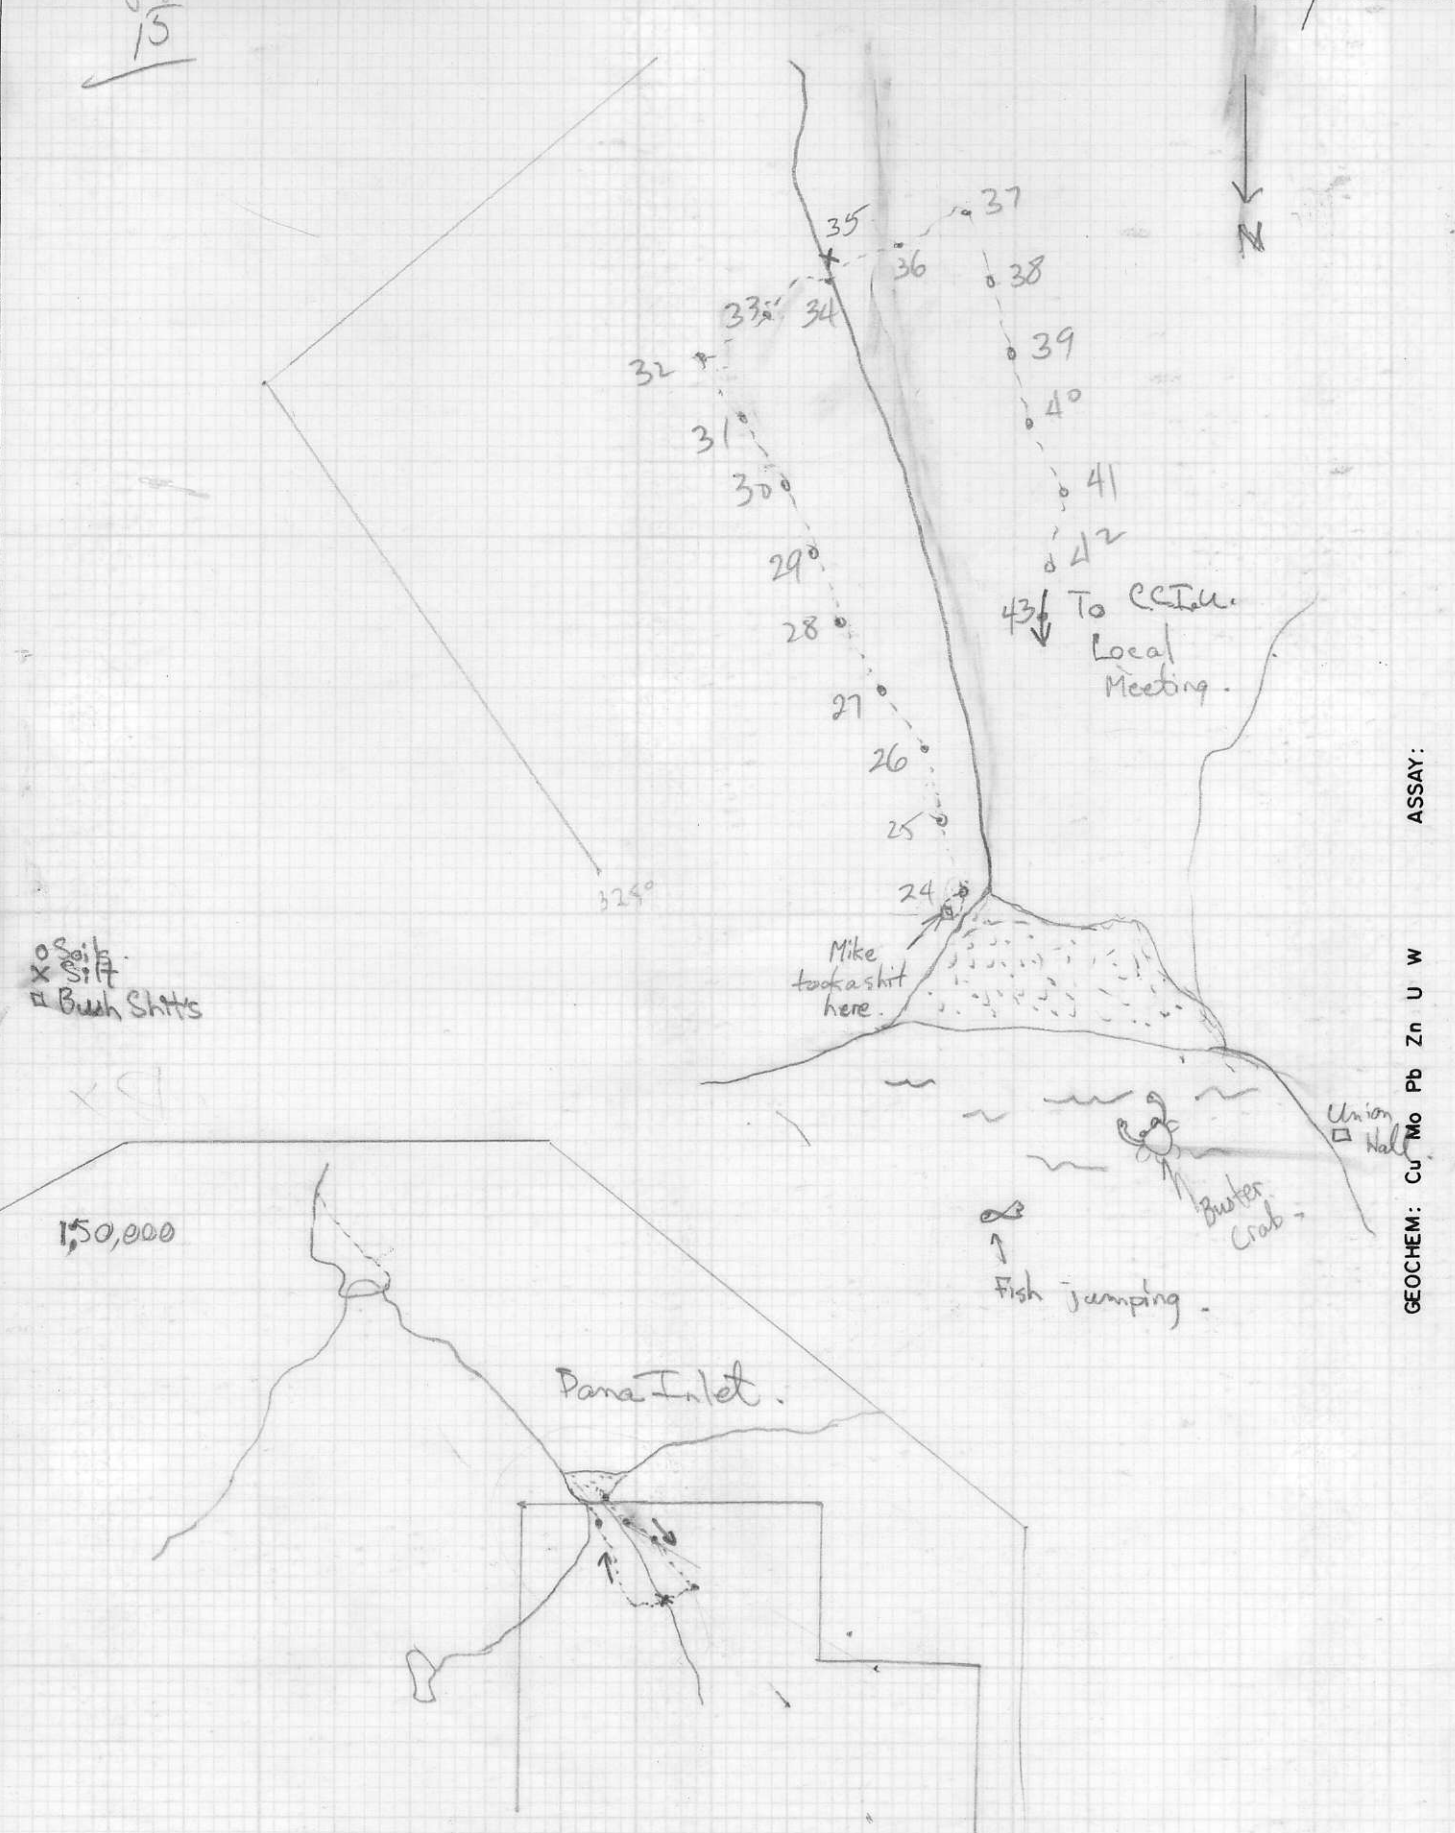 15
N
37
35
36
38
33
34
39
32
40
31
41
30
42
29
43 To C.C.I.U.
Local
Meeting.
28
27
26
25
24
325°
Mike
took a shit
here.
o Soils.
x Silt
□ Bush Shits
Union
Hall.
Buster
Crab
Fish jumping.
1:50,000
Dana Inlet.
GEOCHEM: Cu Mo Pb Zn U W ASSAY: